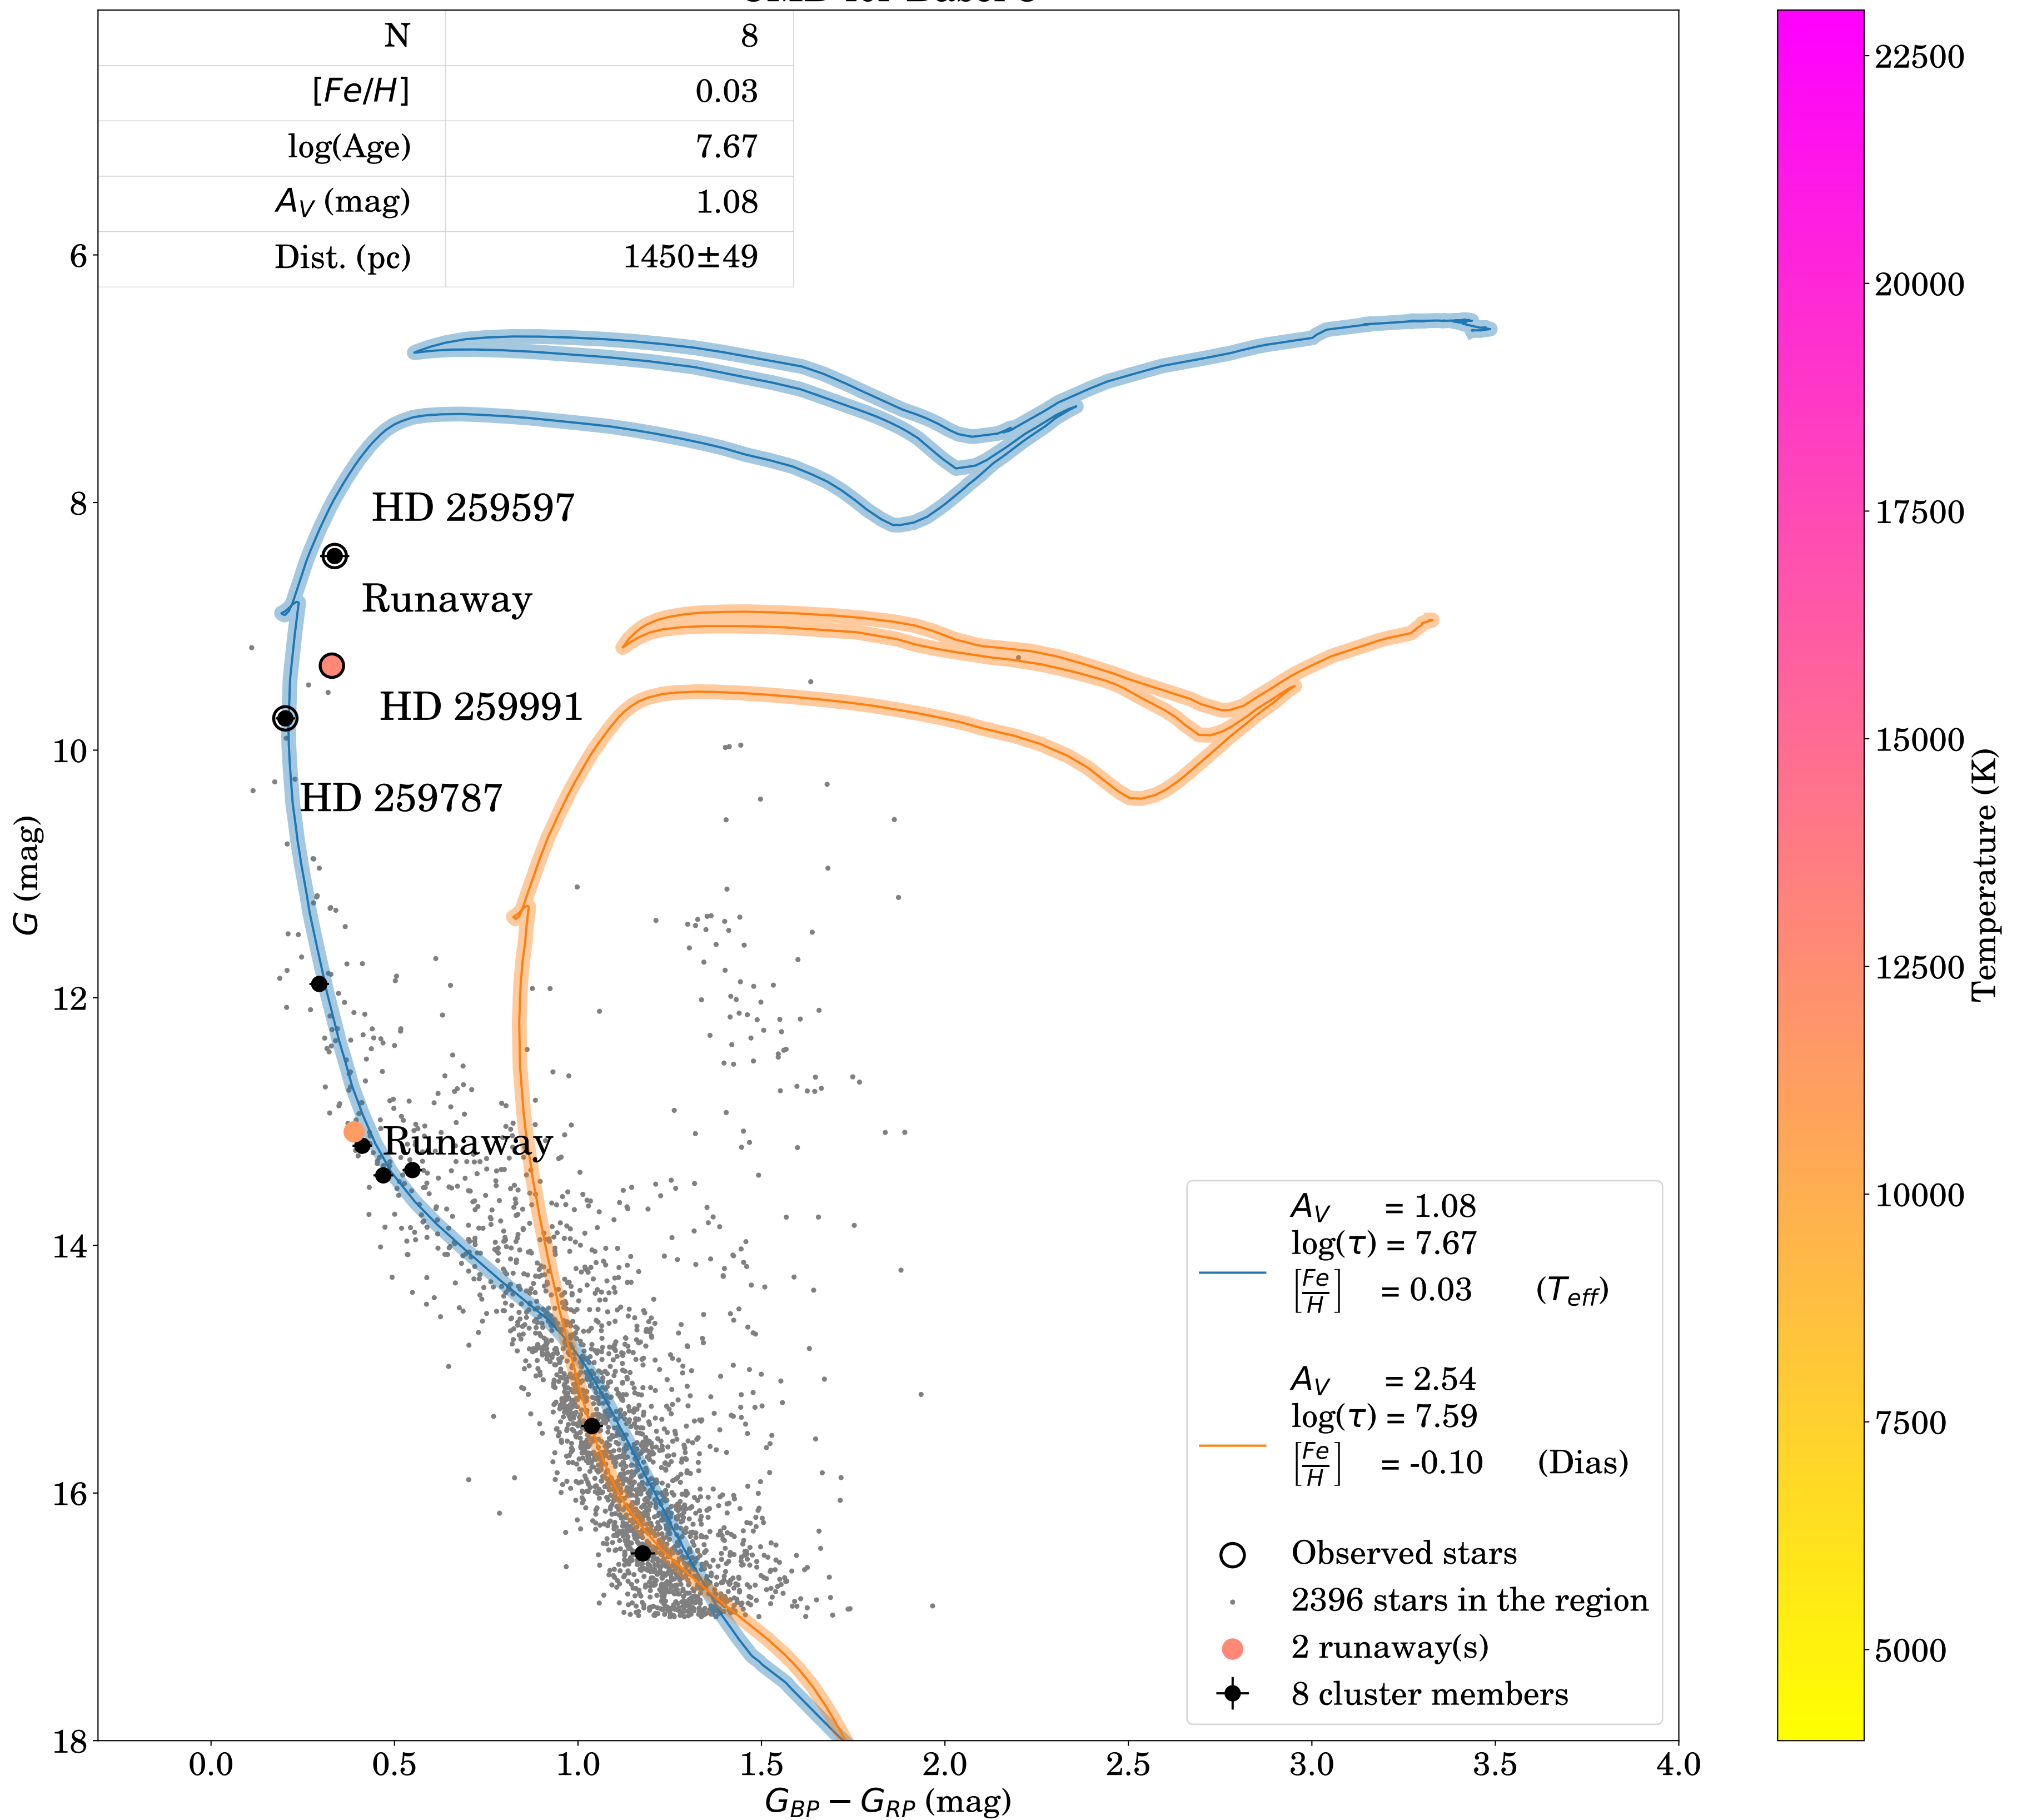 N 8
[Fe/H] 0.03
log(Age) 7.67
A_V (mag) 1.08
Dist. (pc) 1450±49
6
8
10
12
14
16
18
G (mag)
HD 259597
Runaway
HD 259991
HD 259787
Runaway
A_V = 1.08
log(τ) = 7.67
[Fe/H] = 0.03 (T_eff)
A_V = 2.54
log(τ) = 7.59
[Fe/H] = -0.10 (Dias)
Observed stars
2396 stars in the region
2 runaway(s)
8 cluster members
0.0 0.5 1.0 1.5 2.0 2.5 3.0 3.5 4.0
G_BP − G_RP (mag)
22500
20000
17500
15000
12500
10000
7500
5000
Temperature (K)